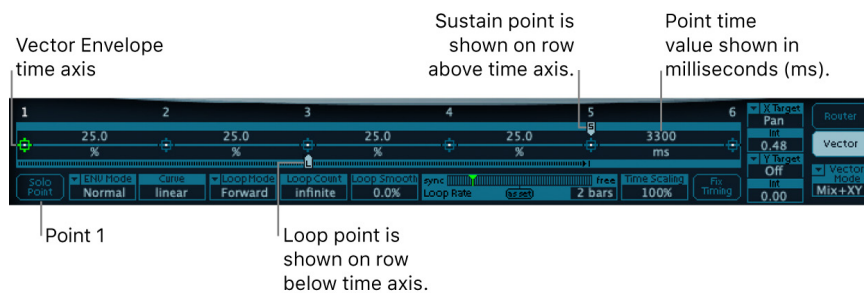 Vector Envelope
time axis
Sustain point is
shown on row
above time axis.
Point time
value shown in
milliseconds (ms).
1 2 3 4 5 6
S
25.0 25.0 25.0 25.0 3300
% % % % ms
L
Solo
Point
ENV Mode
Normal
Curve
linear
Loop Mode
Forward
Loop Count
infinite
Loop Smooth
0.0%
sync free
Loop Rate as set 2 bars
Time Scaling
100%
Fix
Timing
X Target
Pan
Int
0.48
Y Target
Off
Int
0.00
Router
Vector
Vector
Mode
Mix+XY
Point 1
Loop point is
shown on row
below time axis.